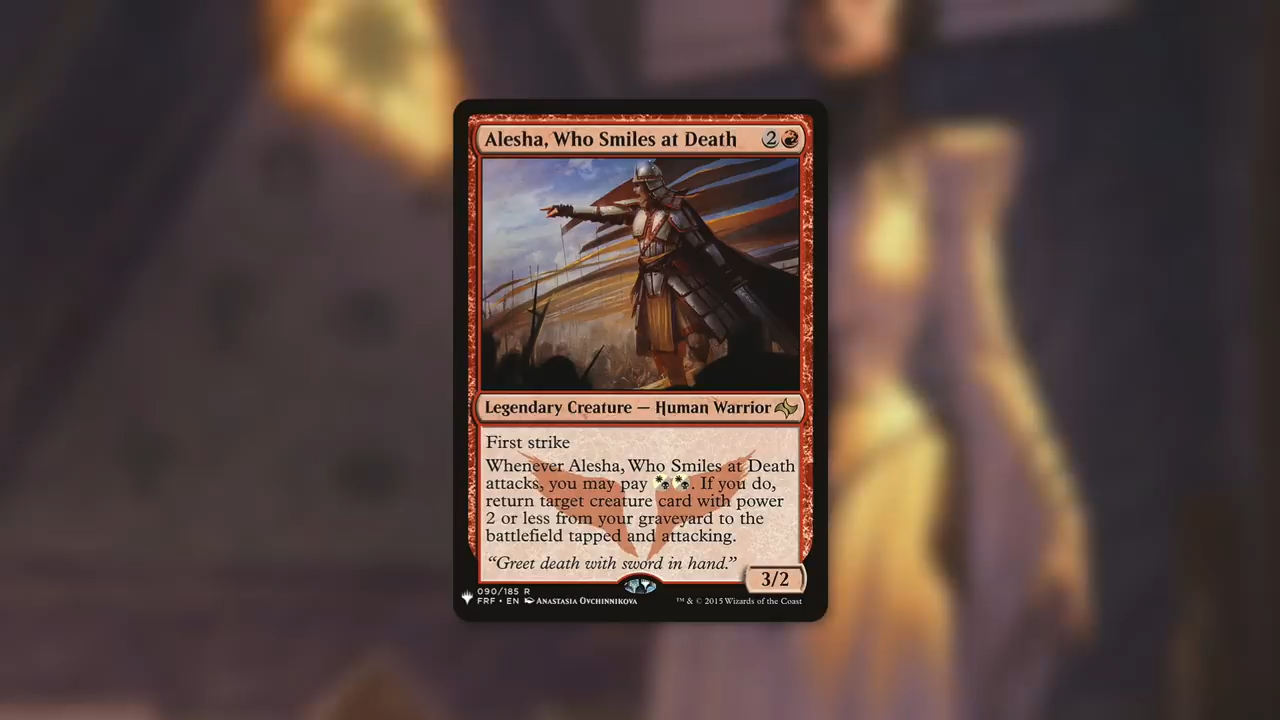 Alesha, Who Smiles at Death 2
Legendary Creature — Human Warrior
First strike
Whenever Alesha, Who Smiles at Death
attacks, you may pay . If you do,
return target creature card with power
2 or less from your graveyard to the
battlefield tapped and attacking.
“Greet death with sword in hand.”
3/2
090/185 R
FRF • EN Anastasia Ovchinnikova
™ & © 2015 Wizards of the Coast